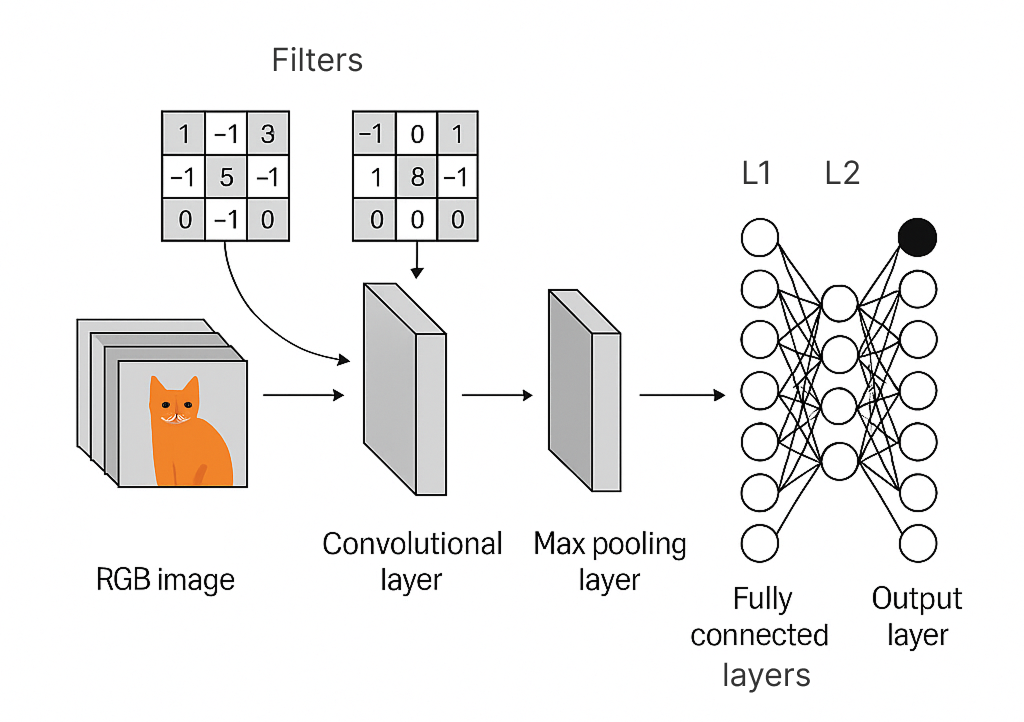 Filters
1 −1 3
−1 5 −1
0 −1 0
−1 0 1
1 8 −1
0 0 0
L1 L2
RGB image
Convolutional
layer
Max pooling
layer
Fully
connected
layers
Output
layer